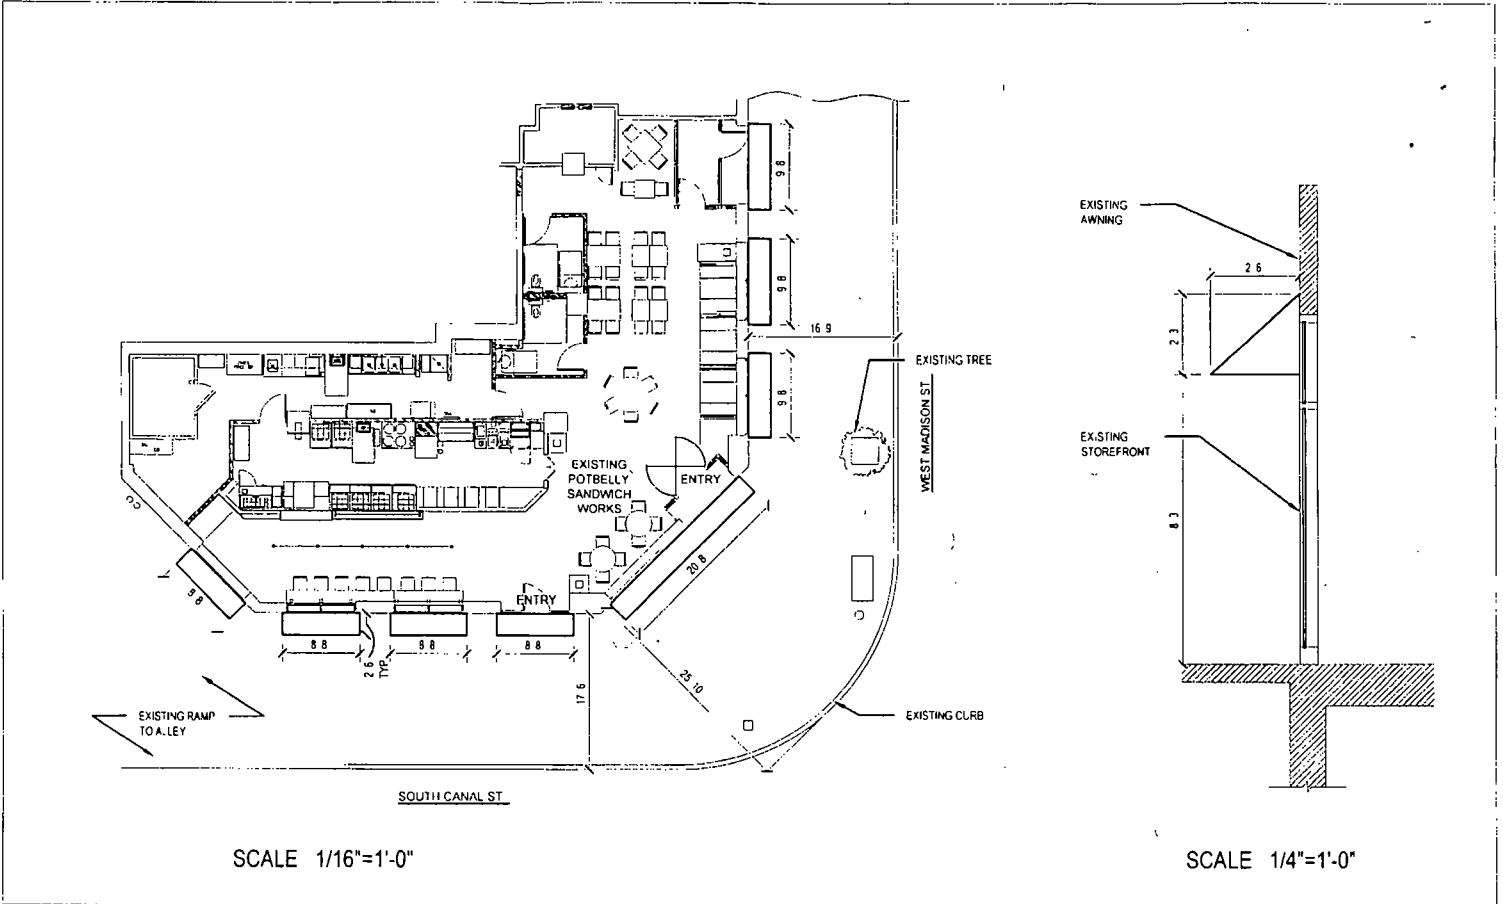 9 8
9 8
16 9
9 8
EXISTING TREE
WEST MADISON ST
EXISTING
POTBELLY
SANDWICH
WORKS
ENTRY
20 8
8 8
ENTRY
8 8
8 8
8 8
2 6
TYP
17 6
25 10
EXISTING RAMP
TO ALLEY
EXISTING CURB
SOUTH CANAL ST
SCALE 1/16"=1'-0"
EXISTING
AWNING
2 6
2 3
EXISTING
STOREFRONT
8 3
SCALE 1/4"=1'-0"